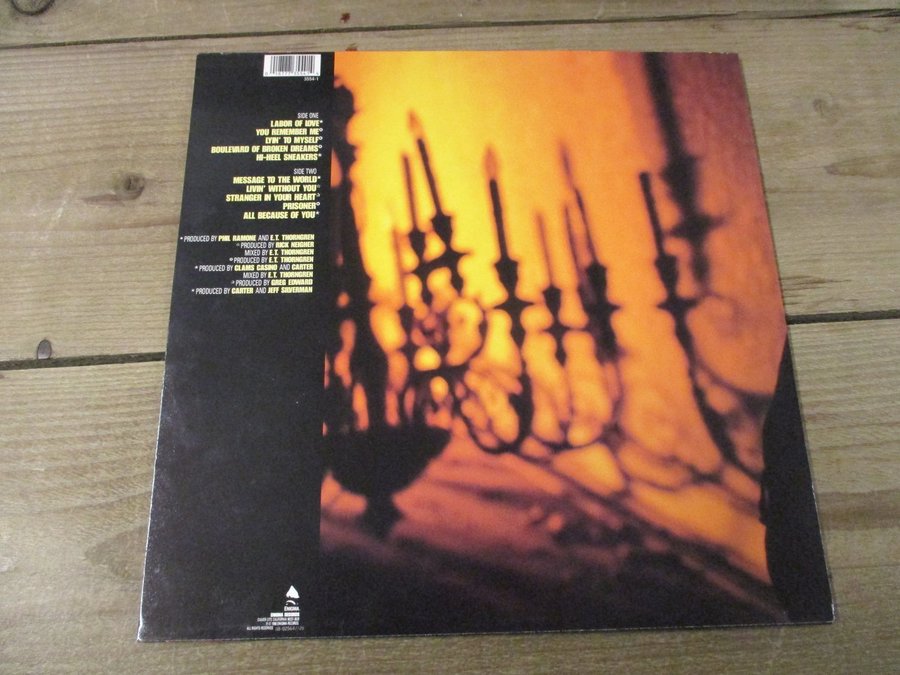 3554-1
SIDE ONE
LABOR OF LOVE*
YOU REMEMBER ME°
LYIN' TO MYSELF°
BOULEVARD OF BROKEN DREAMS°
HI-HEEL SNEAKERS*
SIDE TWO
MESSAGE TO THE WORLD*
LIVIN' WITHOUT YOU
STRANGER IN YOUR HEART
PRISONER°
ALL BECAUSE OF YOU*
* PRODUCED BY PHIL RAMONE AND E.T. THORNGREN
PRODUCED BY RICK NEIGHER
MIXED BY E.T. THORNGREN
° PRODUCED BY E.T. THORNGREN
* PRODUCED BY CLAMS CASINO AND CARTER
MIXED BY E.T. THORNGREN
PRODUCED BY GREG EDWARD
* PRODUCED BY CARTER AND JEFF SILVERMAN
ENIGMA
ENIGMA RECORDS
ALL RIGHTS RESERVED